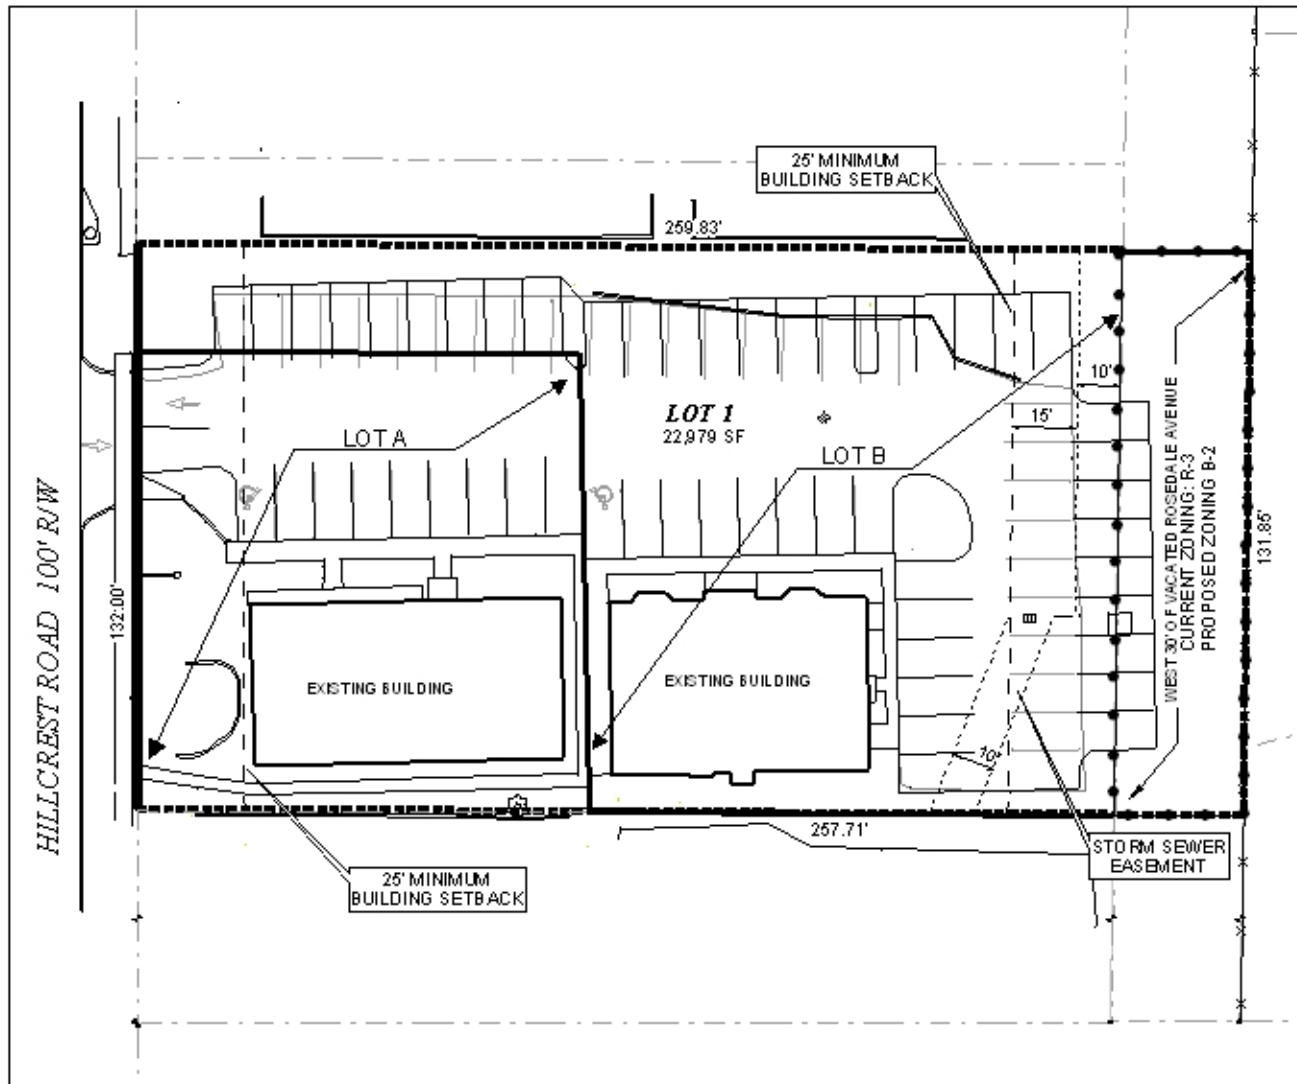 25' MINIMUM
BUILDING SETBACK
259.83'
LOT 1
22,979 SF
10'
15'
LOT A
LOT B
HILLCREST ROAD 100' R/W
132.00'
WEST 30' OF VACATED ROSEDALE AVENUE
CURRENT ZONING: R-3
PROPOSED ZONING B-2
131.85'
EXISTING BUILDING
EXISTING BUILDING
10'
257.71'
STORM SEWER
EASEMENT
25' MINIMUM
BUILDING SETBACK